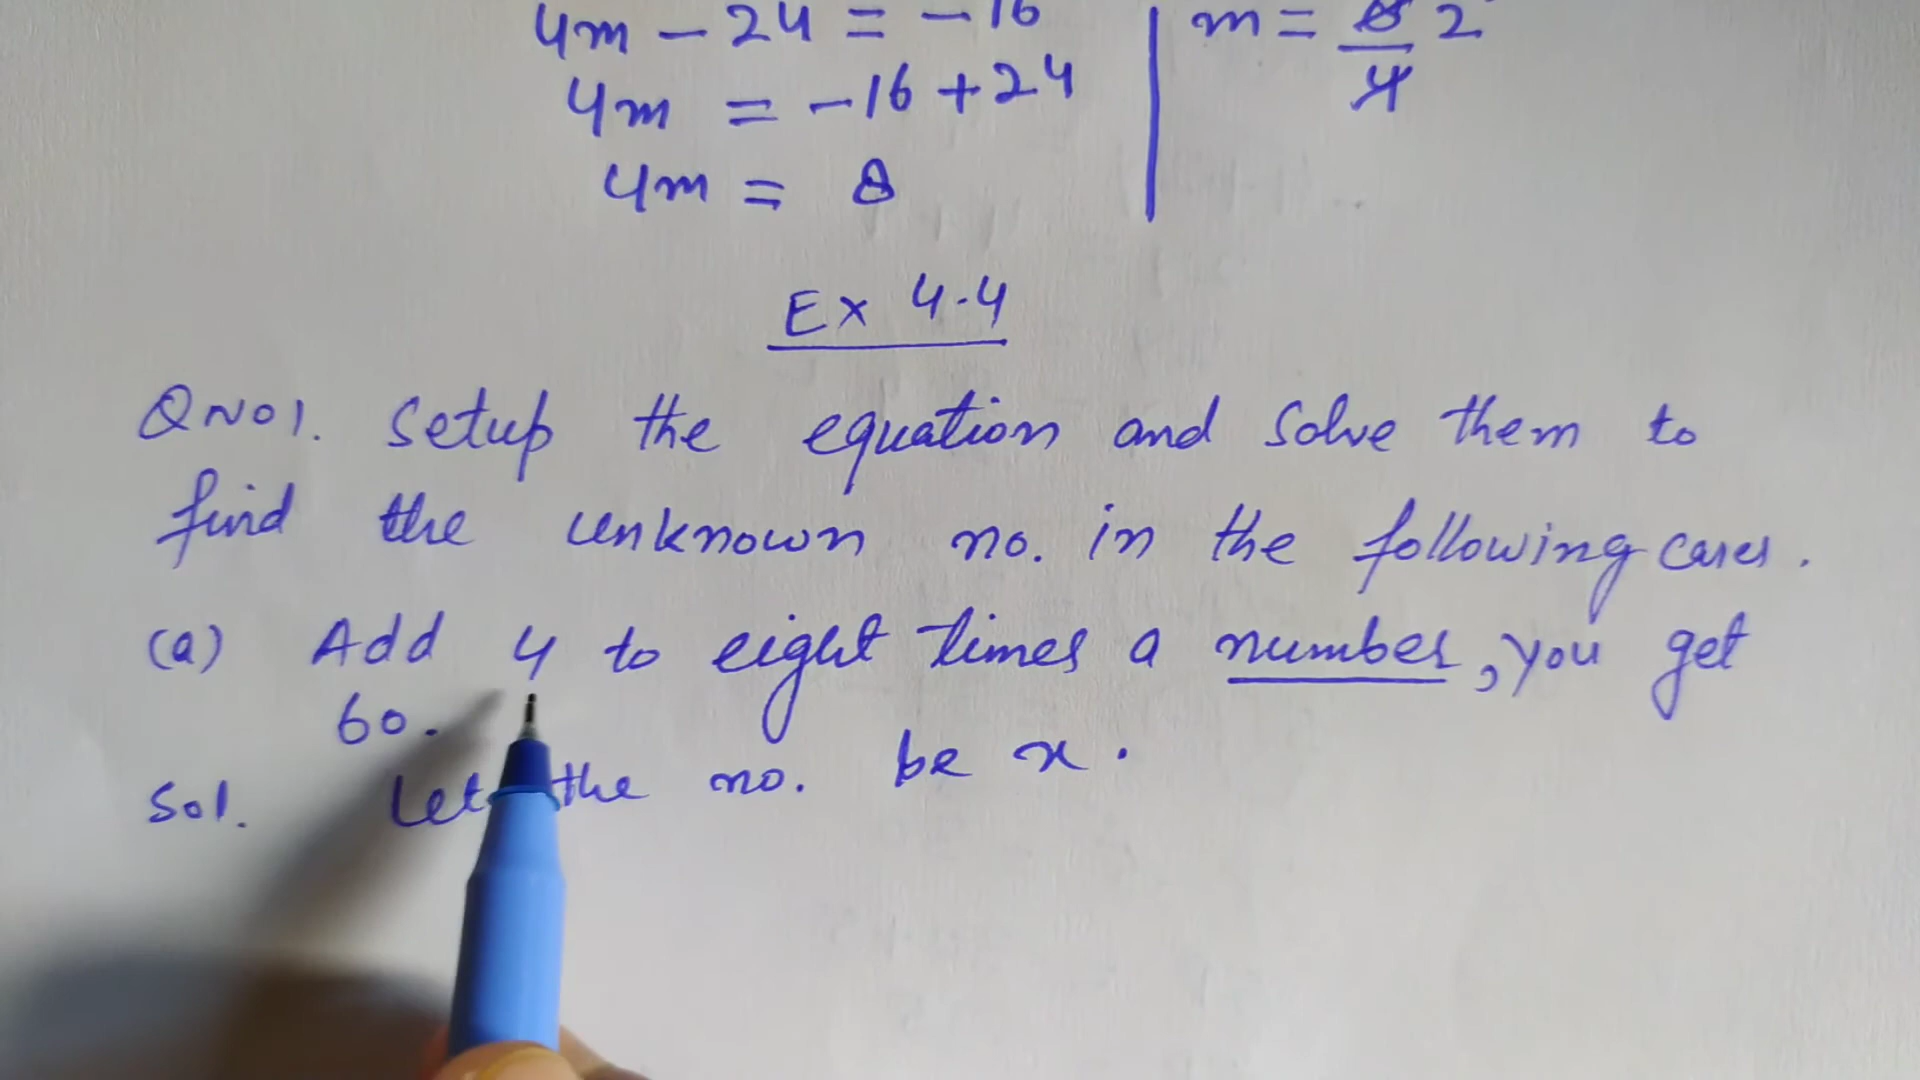 4m - 24 = -16
4m = -16 + 24
4m = 8
m = 8/4 2
Ex 4.4
QNo1. Setup the equation and solve them to
find the unknown no. in the following cases.
(a) Add 4 to eight times a number, you get
60.
Sol. Let the no. be x.